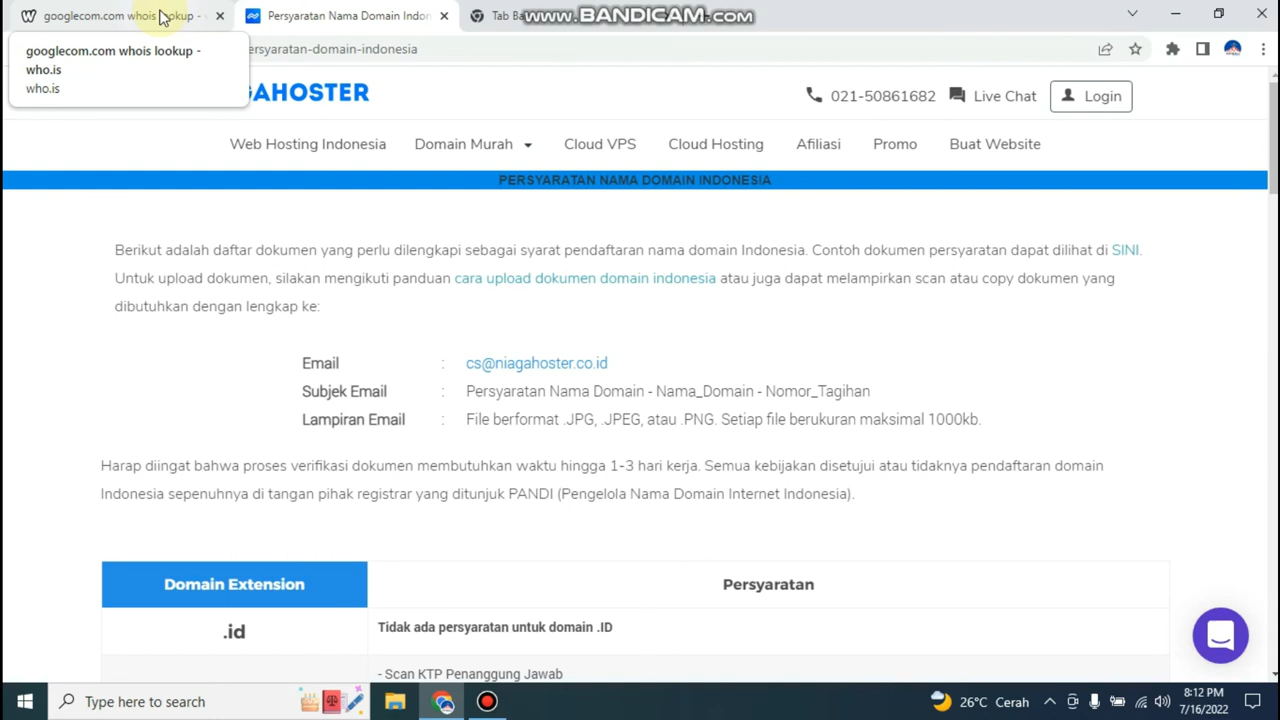 googlecom.com whois lookup -
Persyaratan Nama Domain Indon
Tab Ba
www.BANDICAM.com
googlecom.com whois lookup -
who.is
who.is
ersyaratan-domain-indonesia
AGAHOSTER
021-50861682
Live Chat
Login
Web Hosting Indonesia
Domain Murah
Cloud VPS
Cloud Hosting
Afiliasi
Promo
Buat Website
PERSYARATAN NAMA DOMAIN INDONESIA
Berikut adalah daftar dokumen yang perlu dilengkapi sebagai syarat pendaftaran nama domain Indonesia. Contoh dokumen persyaratan dapat dilihat di SINI.
Untuk upload dokumen, silakan mengikuti panduan cara upload dokumen domain indonesia atau juga dapat melampirkan scan atau copy dokumen yang
dibutuhkan dengan lengkap ke:
Email : cs@niagahoster.co.id
Subjek Email : Persyaratan Nama Domain - Nama_Domain - Nomor_Tagihan
Lampiran Email : File berformat .JPG, .JPEG, atau .PNG. Setiap file berukuran maksimal 1000kb.
Harap diingat bahwa proses verifikasi dokumen membutuhkan waktu hingga 1-3 hari kerja. Semua kebijakan disetujui atau tidaknya pendaftaran domain
Indonesia sepenuhnya di tangan pihak registrar yang ditunjuk PANDI (Pengelola Nama Domain Internet Indonesia).
Domain Extension
Persyaratan
.id
Tidak ada persyaratan untuk domain .ID
- Scan KTP Penanggung Jawab
Type here to search
26°C Cerah
8:12 PM
7/16/2022